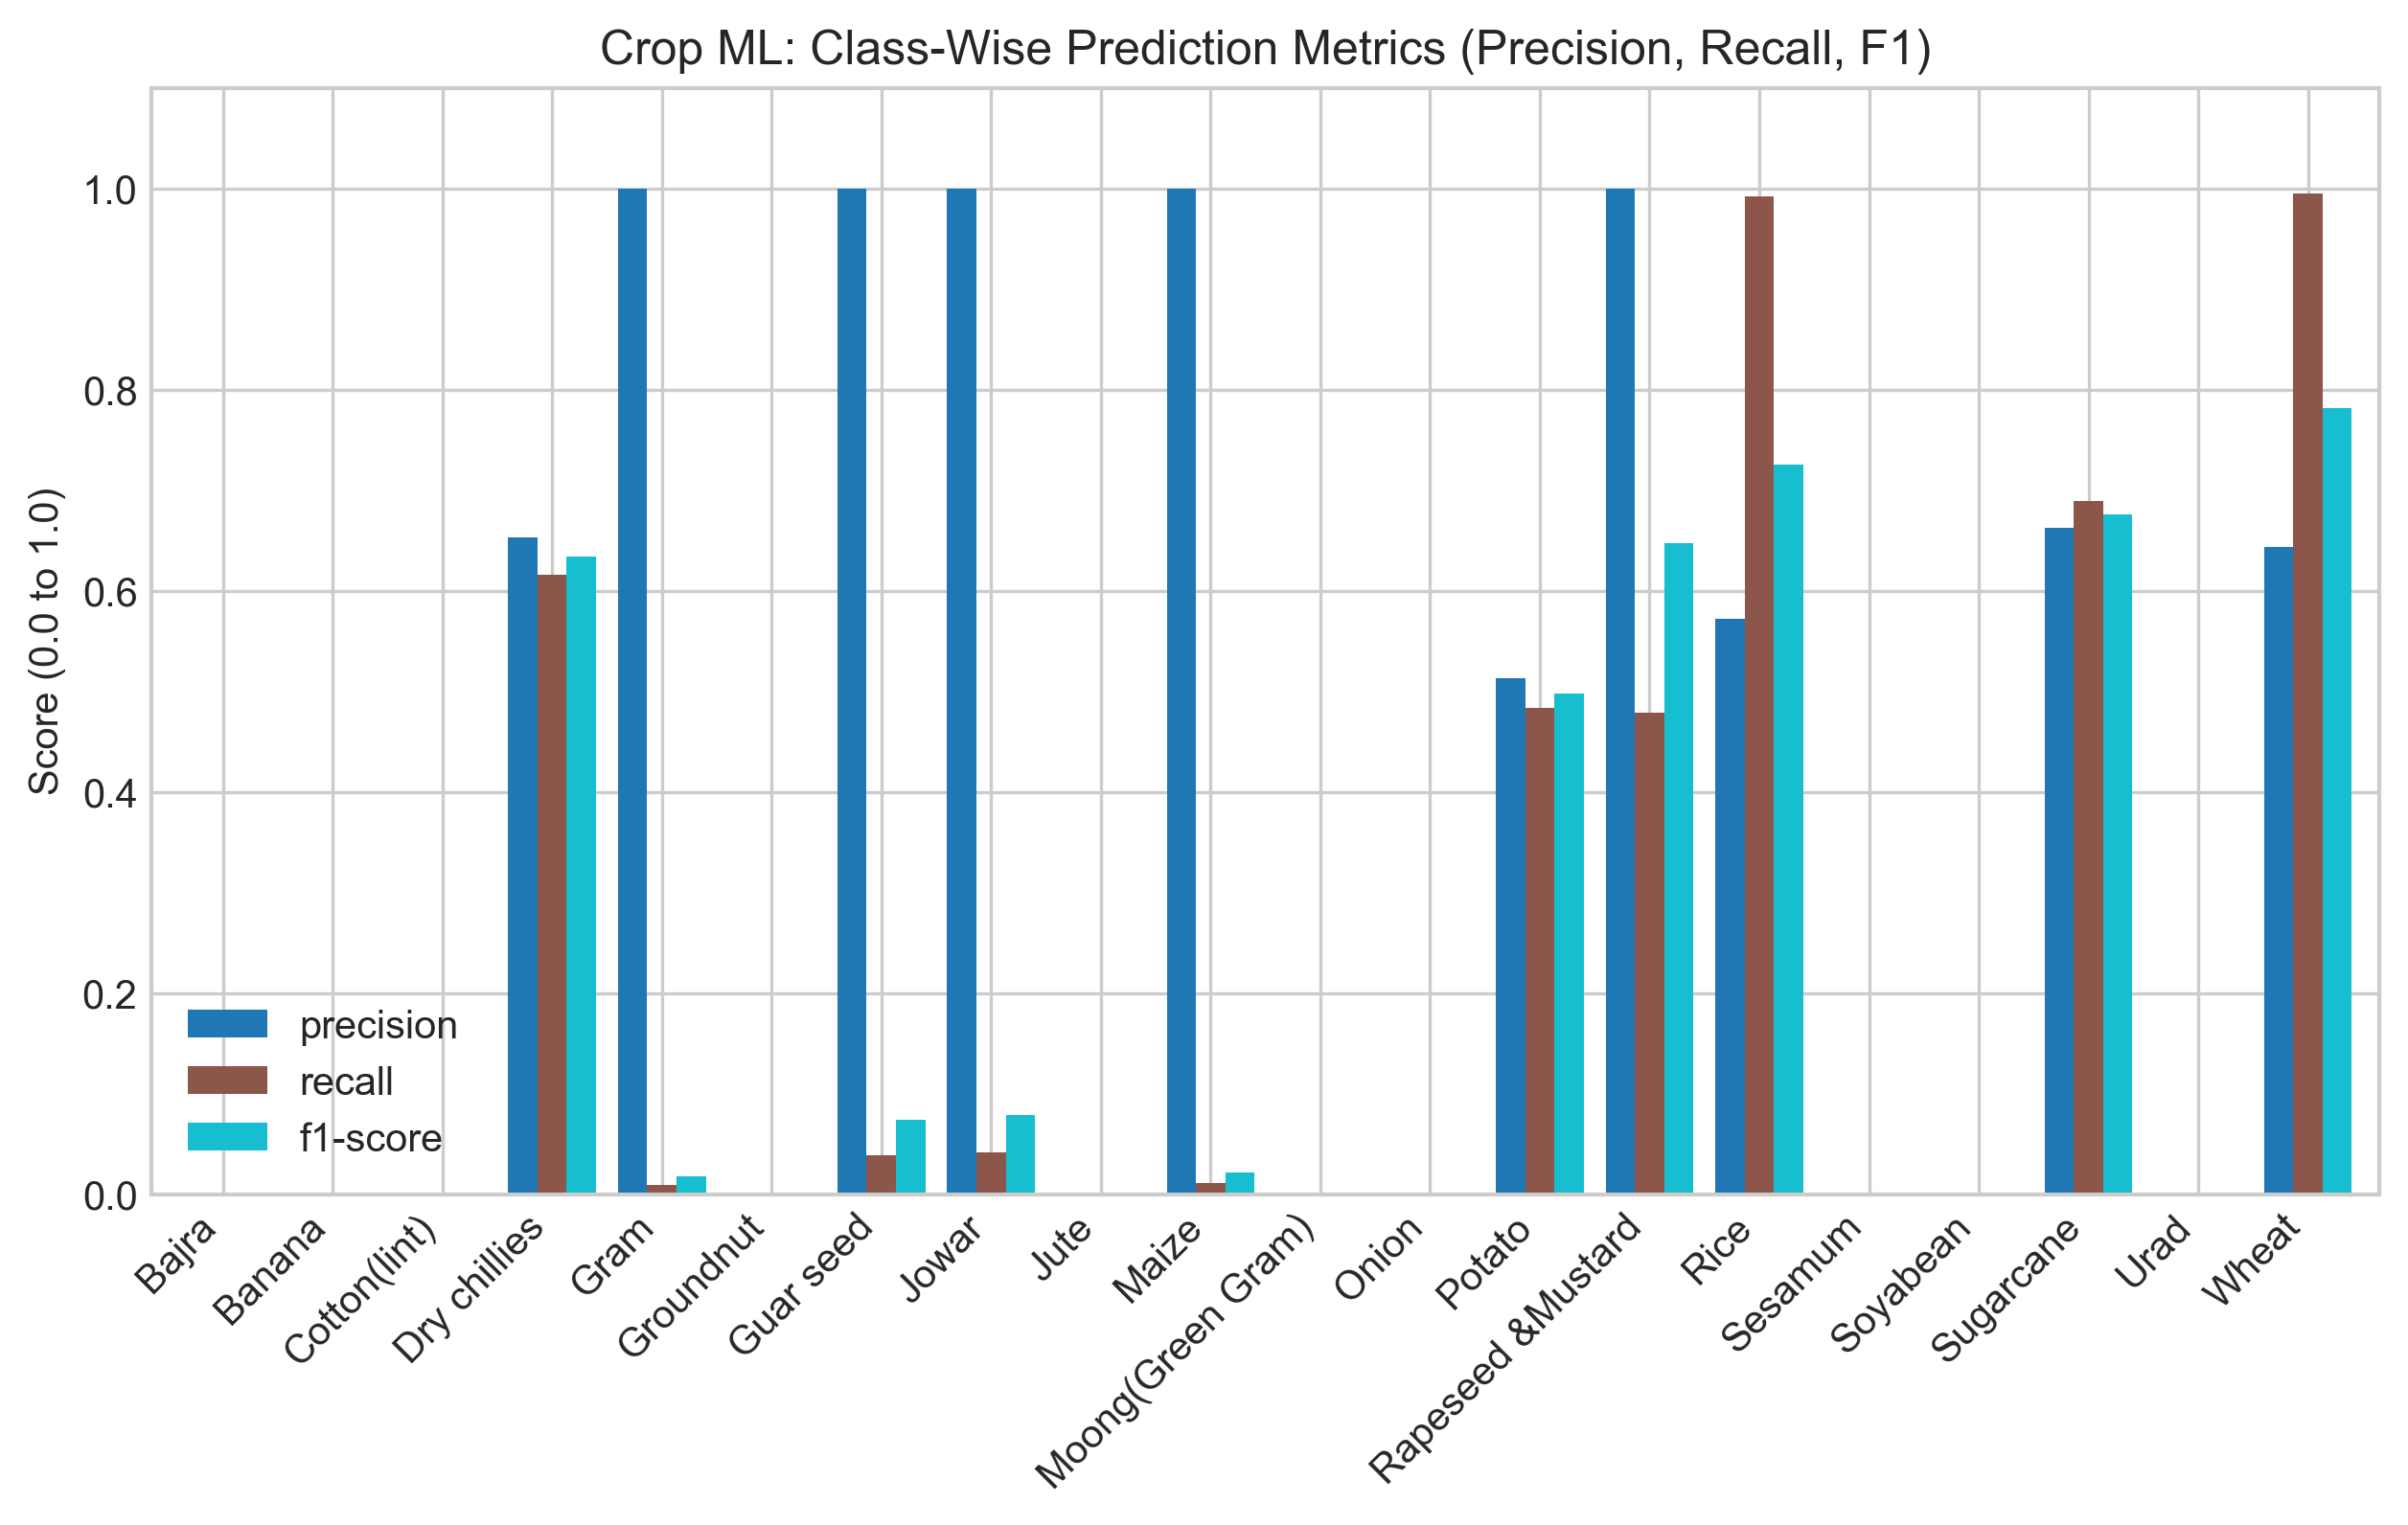 Crop ML: Class-Wise Prediction Metrics (Precision, Recall, F1)
Score (0.0 to 1.0)
1.0
0.8
0.6
0.4
0.2
0.0
precision
recall
f1-score
Bajra
Banana
Cotton(lint)
Dry chillies
Gram
Groundnut
Guar seed
Jowar
Jute
Maize
Moong(Green Gram)
Onion
Potato
Rapeseed &Mustard
Rice
Sesamum
Soyabean
Sugarcane
Urad
Wheat